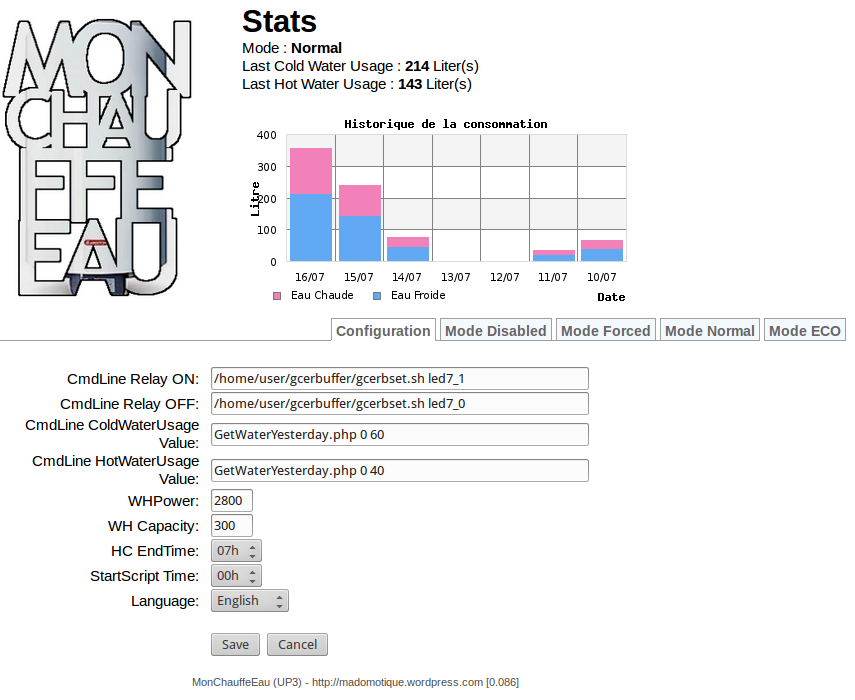 MON
CHAU
FFE
EAU
Stats
Mode : Normal
Last Cold Water Usage : 214 Liter(s)
Last Hot Water Usage : 143 Liter(s)
Historique de la consommation
Litre
400
300
200
100
0
16/07 15/07 14/07 13/07 12/07 11/07 10/07
Eau Chaude Eau Froide
Date
Configuration Mode Disabled Mode Forced Mode Normal Mode ECO
CmdLine Relay ON: /home/user/gcerbuffer/gcerbset.sh led7_1
CmdLine Relay OFF: /home/user/gcerbuffer/gcerbset.sh led7_0
CmdLine ColdWaterUsage
Value: GetWaterYesterday.php 0 60
CmdLine HotWaterUsage
Value: GetWaterYesterday.php 0 40
WHPower: 2800
WH Capacity: 300
HC EndTime: 07h
StartScript Time: 00h
Language: English
Save Cancel
MonChauffeEau (UP3) - http://madomotique.wordpress.com [0.086]